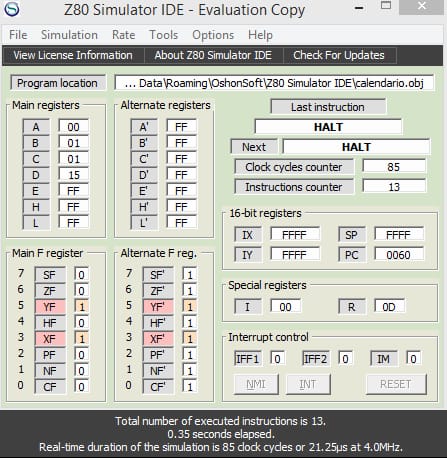 Z80 Simulator IDE - Evaluation Copy
File Simulation Rate Tools Options Help
View License Information About Z80 Simulator IDE Check For Updates
Program location ... Data\Roaming\OshonSoft\Z80 Simulator IDE\calendario.obj
Main registers
A 00
B 01
C 01
D 15
E FF
H FF
L FF
Alternate registers
A' FF
B' FF
C' FF
D' FF
E' FF
H' FF
L' FF
Last instruction
HALT
Next HALT
Clock cycles counter 85
Instructions counter 13
16-bit registers
IX FFFF SP FFFF
IY FFFF PC 0060
Main F register
7 SF 0
6 ZF 0
5 YF 1
4 HF 0
3 XF 1
2 PF 0
1 NF 0
0 CF 0
Alternate F reg.
7 SF' 1
6 ZF' 1
5 YF' 1
4 HF' 1
3 XF' 1
2 PF' 1
1 NF' 1
0 CF' 1
Special registers
I 00 R 0D
Interrupt control
IFF1 0 IFF2 0 IM 0
NMI INT RESET
Total number of executed instructions is 13.
0.35 seconds elapsed.
Real-time duration of the simulation is 85 clock cycles or 21.25μs at 4.0MHz.